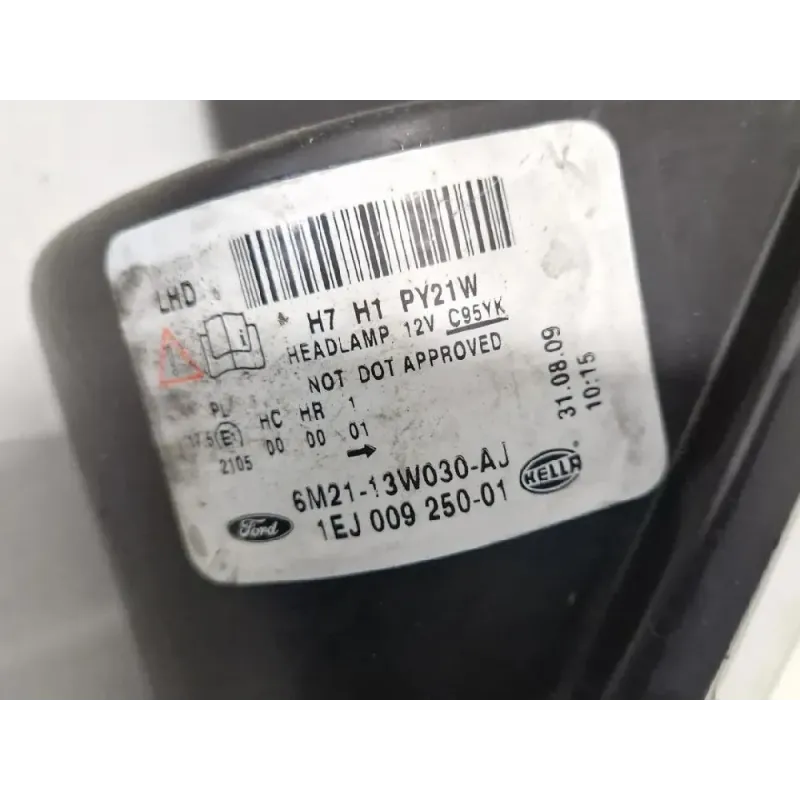 LHD
H7 H1 PY21W
HEADLAMP 12V C95YK
NOT DOT APPROVED
PL HC HR 1
E1 00 00 01
2105
6M21-13W030-AJ
1EJ 009 250-01
Ford
HELLA
31.08.09
10:15